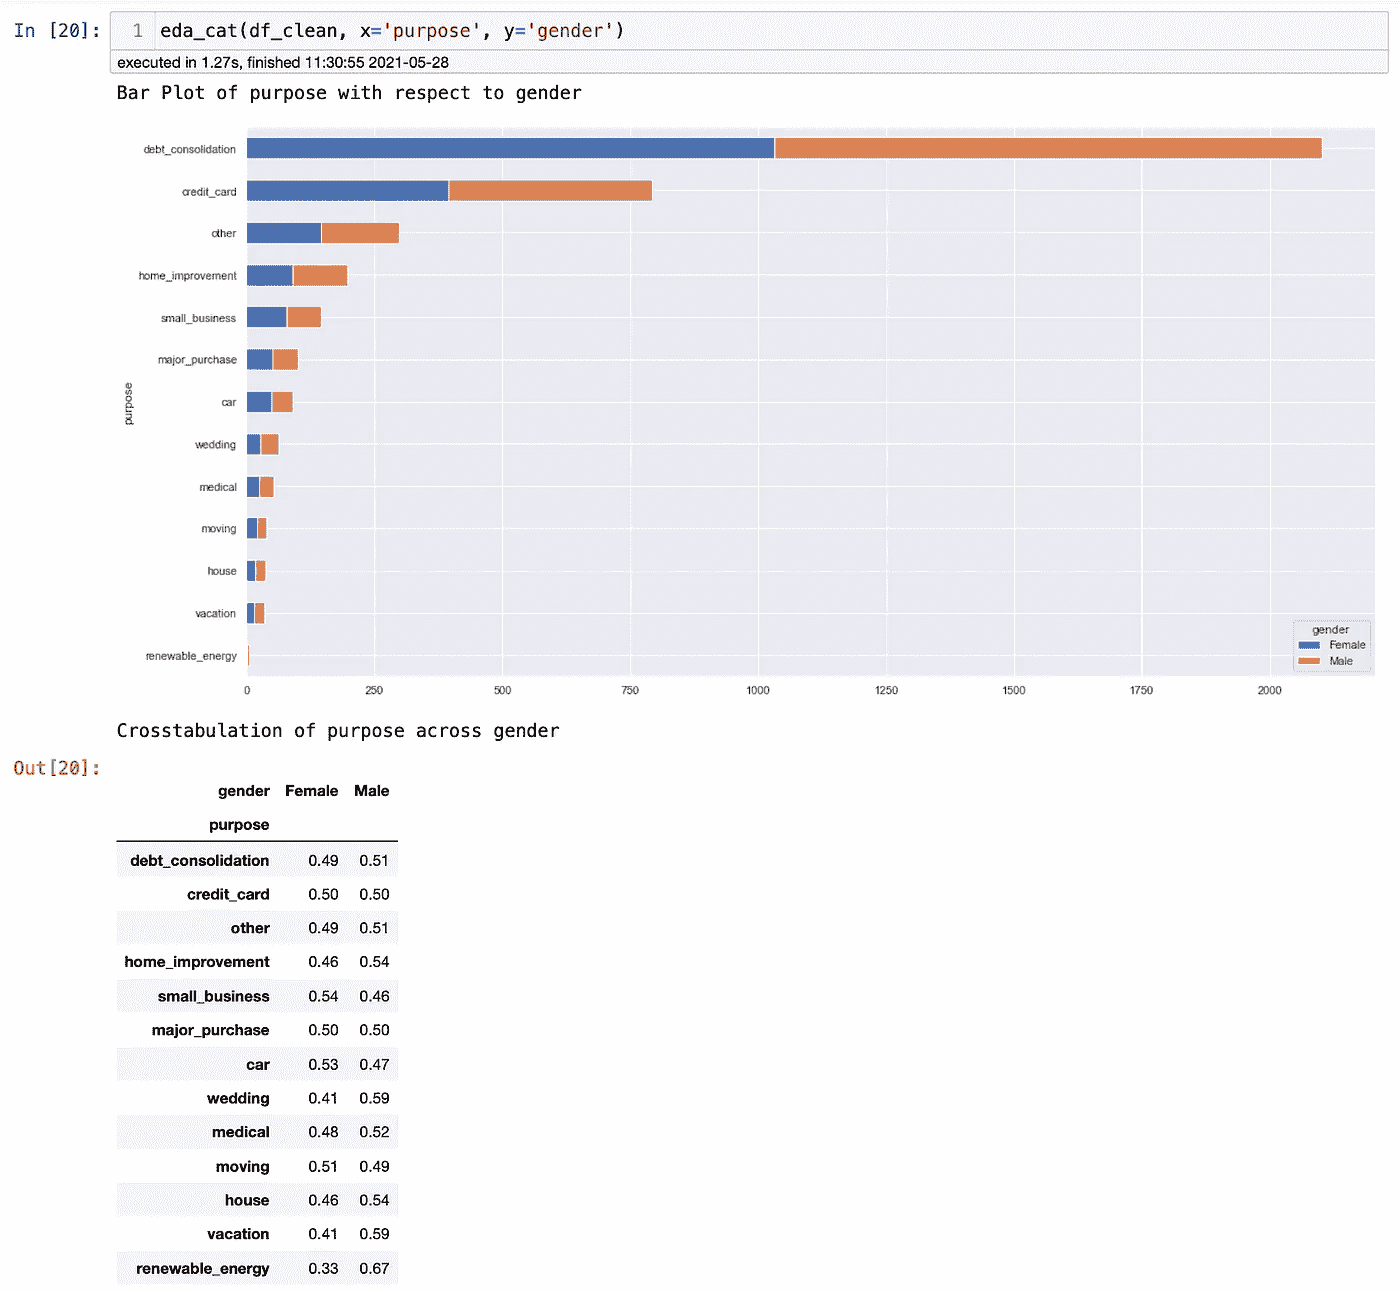 In [20]: 1 eda_cat(df_clean, x='purpose', y='gender')
executed in 1.27s, finished 11:30:55 2021-05-28
Bar Plot of purpose with respect to gender
debt_consolidation
credit_card
other
home_improvement
small_business
major_purchase
purpose
car
wedding
medical
moving
house
vacation
gender
Female
Male
renewable_energy
0 250 500 750 1000 1250 1500 1750 2000
Crosstabulation of purpose across gender
Out[20]:
gender Female Male
purpose
debt_consolidation 0.49 0.51
credit_card 0.50 0.50
other 0.49 0.51
home_improvement 0.46 0.54
small_business 0.54 0.46
major_purchase 0.50 0.50
car 0.53 0.47
wedding 0.41 0.59
medical 0.48 0.52
moving 0.51 0.49
house 0.46 0.54
vacation 0.41 0.59
renewable_energy 0.33 0.67